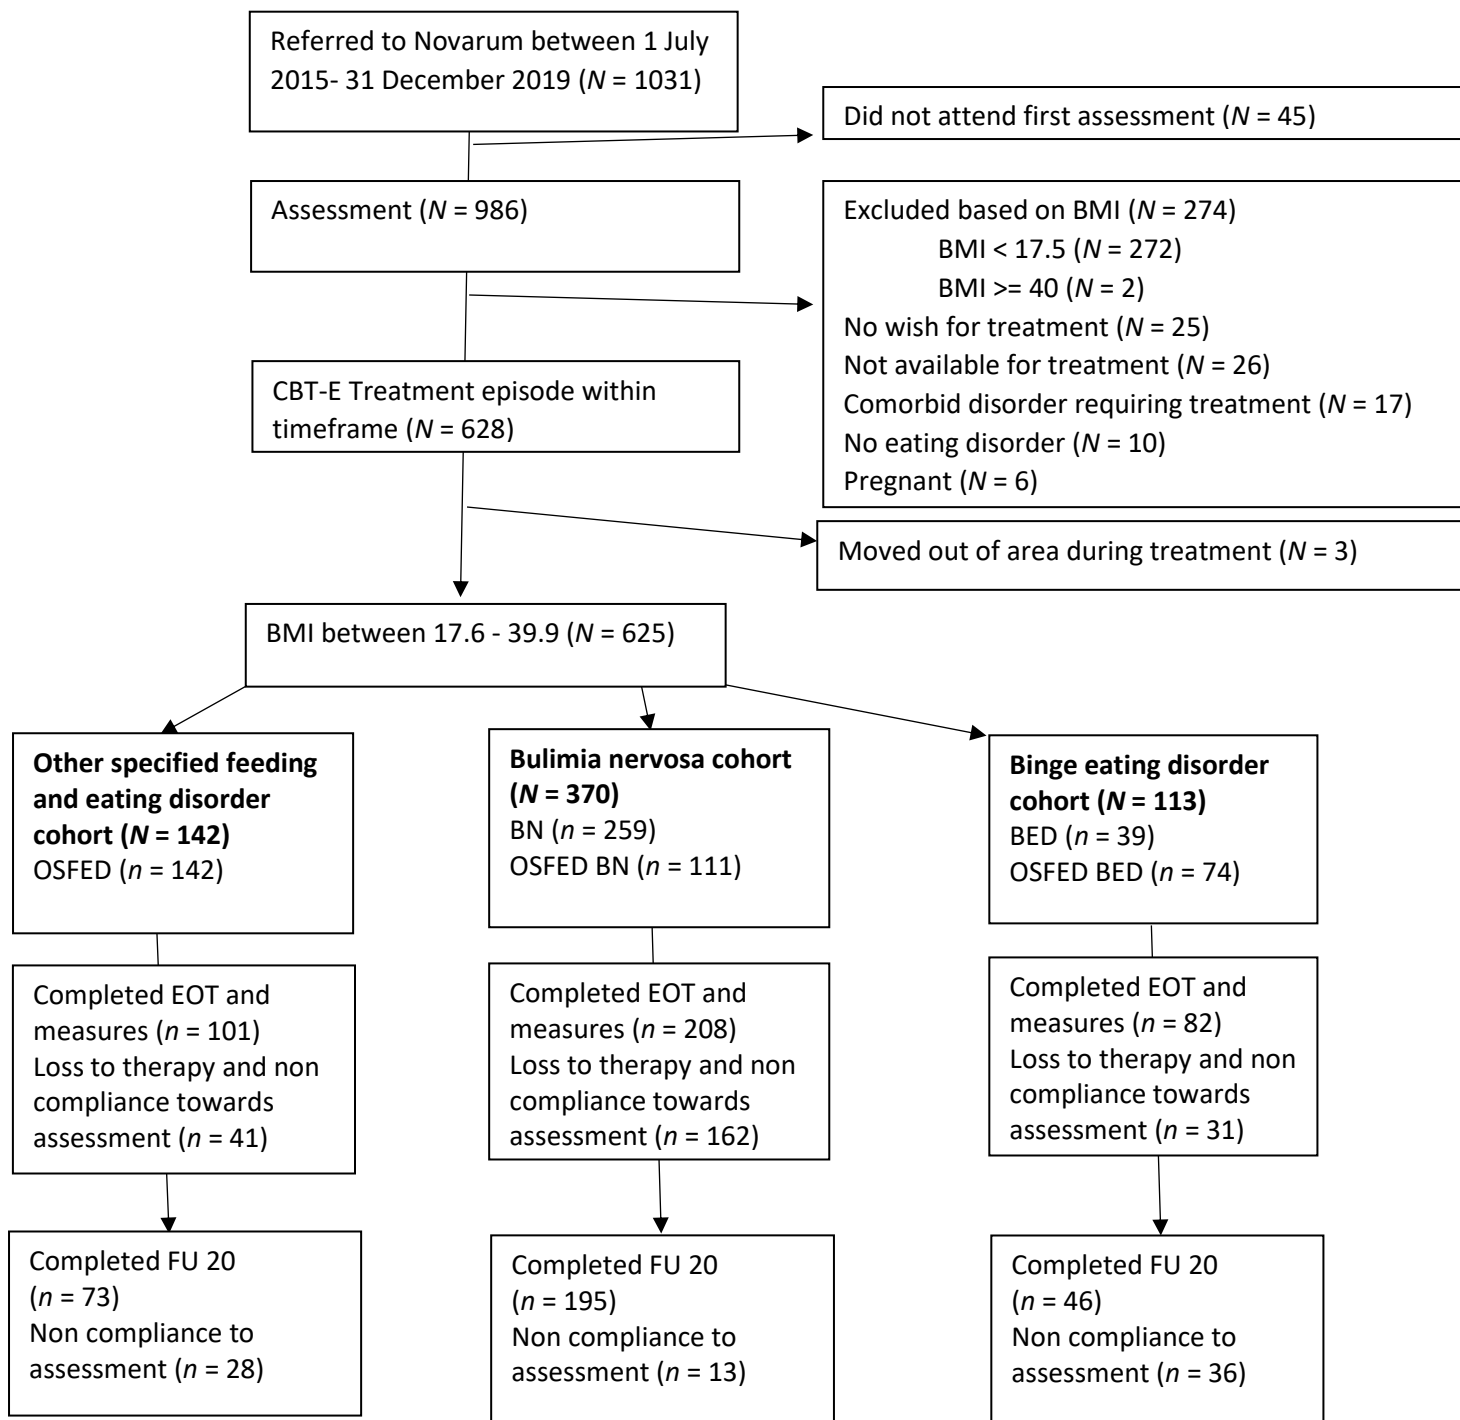 Referred to Novarum between 1 July
2015- 31 December 2019 (N = 1031)
Did not attend first assessment (N = 45)
Assessment (N = 986)
Excluded based on BMI (N = 274)
BMI < 17.5 (N = 272)
BMI >= 40 (N = 2)
No wish for treatment (N = 25)
Not available for treatment (N = 26)
Comorbid disorder requiring treatment (N = 17)
No eating disorder (N = 10)
Pregnant (N = 6)
CBT-E Treatment episode within
timeframe (N = 628)
Moved out of area during treatment (N = 3)
BMI between 17.6 - 39.9 (N = 625)
Other specified feeding
and eating disorder
cohort (N = 142)
OSFED (n = 142)
Bulimia nervosa cohort
(N = 370)
BN (n = 259)
OSFED BN (n = 111)
Binge eating disorder
cohort (N = 113)
BED (n = 39)
OSFED BED (n = 74)
Completed EOT and
measures (n = 101)
Loss to therapy and non
compliance towards
assessment (n = 41)
Completed EOT and
measures (n = 208)
Loss to therapy and non
compliance towards
assessment (n = 162)
Completed EOT and
measures (n = 82)
Loss to therapy and non
compliance towards
assessment (n = 31)
Completed FU 20
(n = 73)
Non compliance to
assessment (n = 28)
Completed FU 20
(n = 195)
Non compliance to
assessment (n = 13)
Completed FU 20
(n = 46)
Non compliance to
assessment (n = 36)